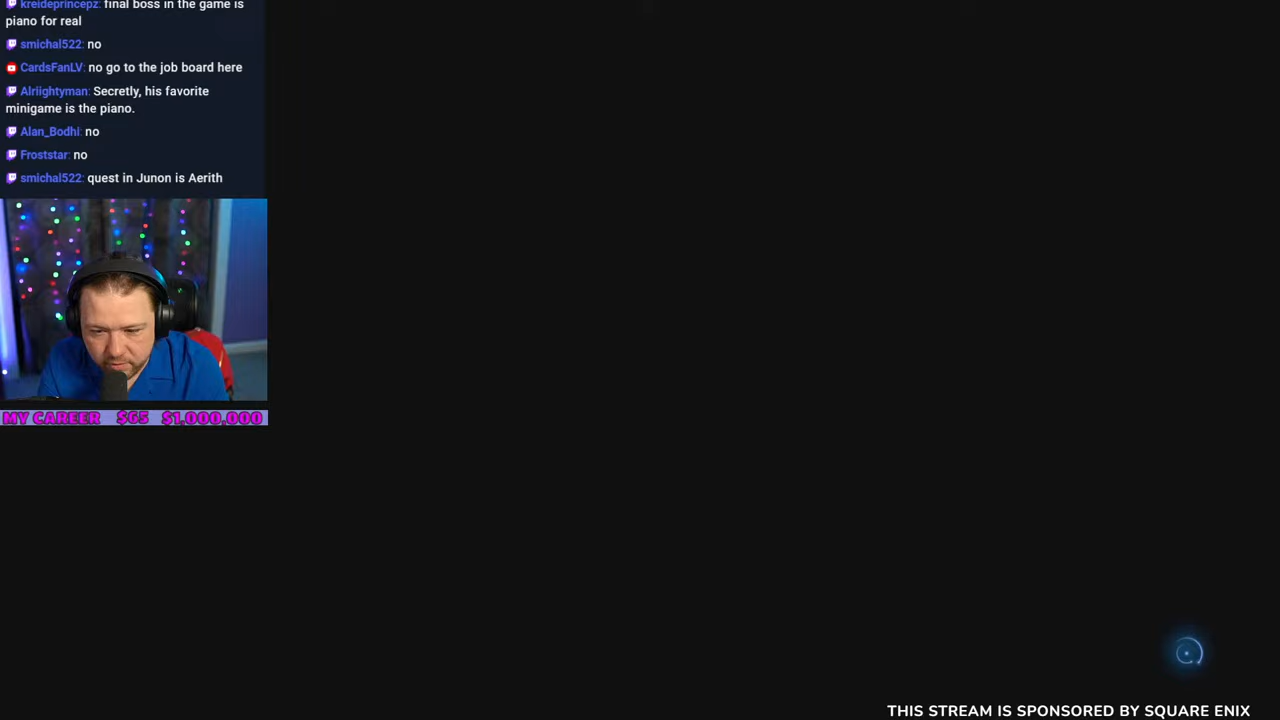 kreideprincepz: final boss in the game is
piano for real
smichal522: no
CardsFanLV: no go to the job board here
Alriightyman: Secretly, his favorite
minigame is the piano.
Alan_Bodhi: no
Froststar: no
smichal522: quest in Junon is Aerith
MY CAREER $65 $1,000,000
THIS STREAM IS SPONSORED BY SQUARE ENIX